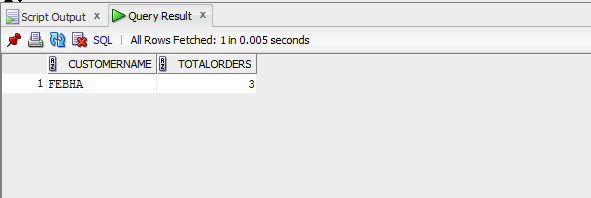 Script Output x Query Result x
SQL | All Rows Fetched: 1 in 0.005 seconds
CUSTOMERNAME TOTALORDERS
1 FEBHA 3